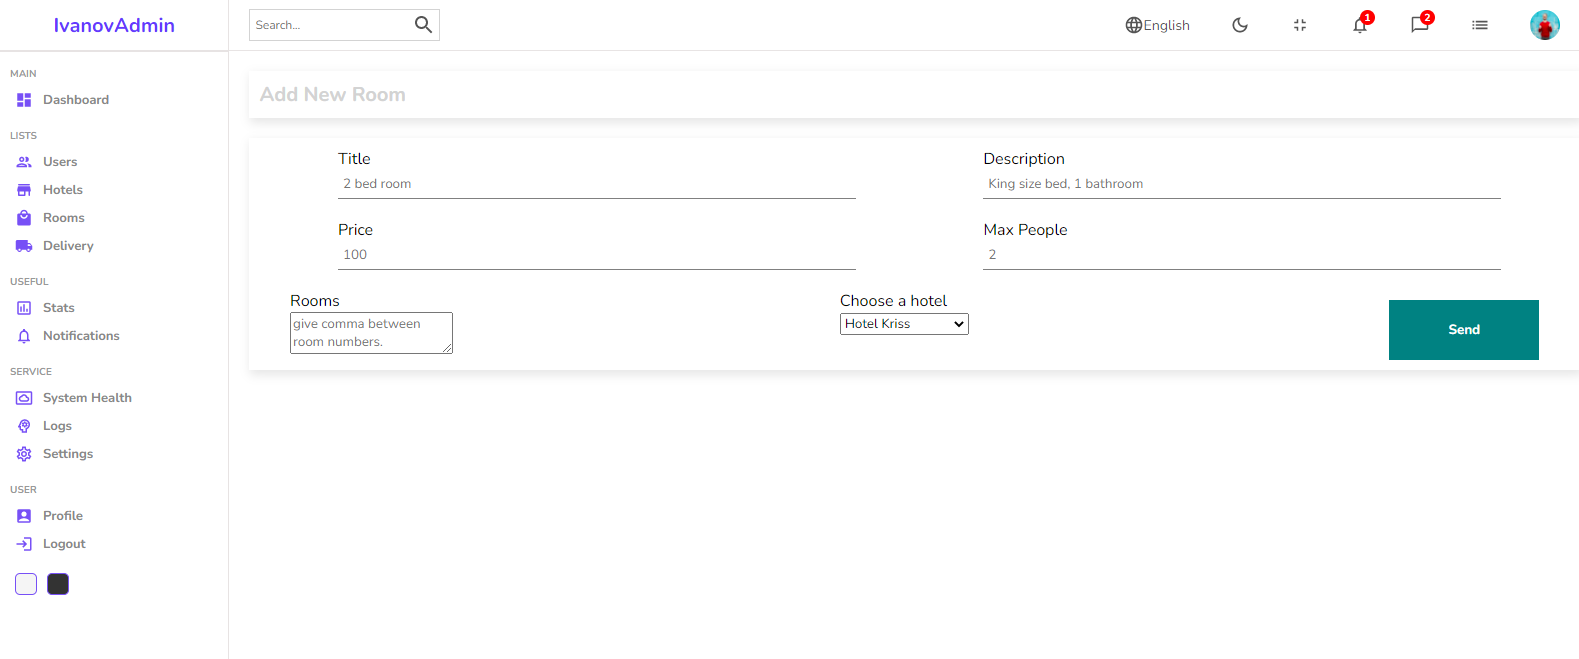 IvanovAdmin
Search...
English
1
2
MAIN
Dashboard
LISTS
Users
Hotels
Rooms
Delivery
USEFUL
Stats
Notifications
SERVICE
System Health
Logs
Settings
USER
Profile
Logout
Add New Room
Title
2 bed room
Description
King size bed, 1 bathroom
Price
100
Max People
2
Rooms
give comma between
room numbers.
Choose a hotel
Hotel Kriss
Send